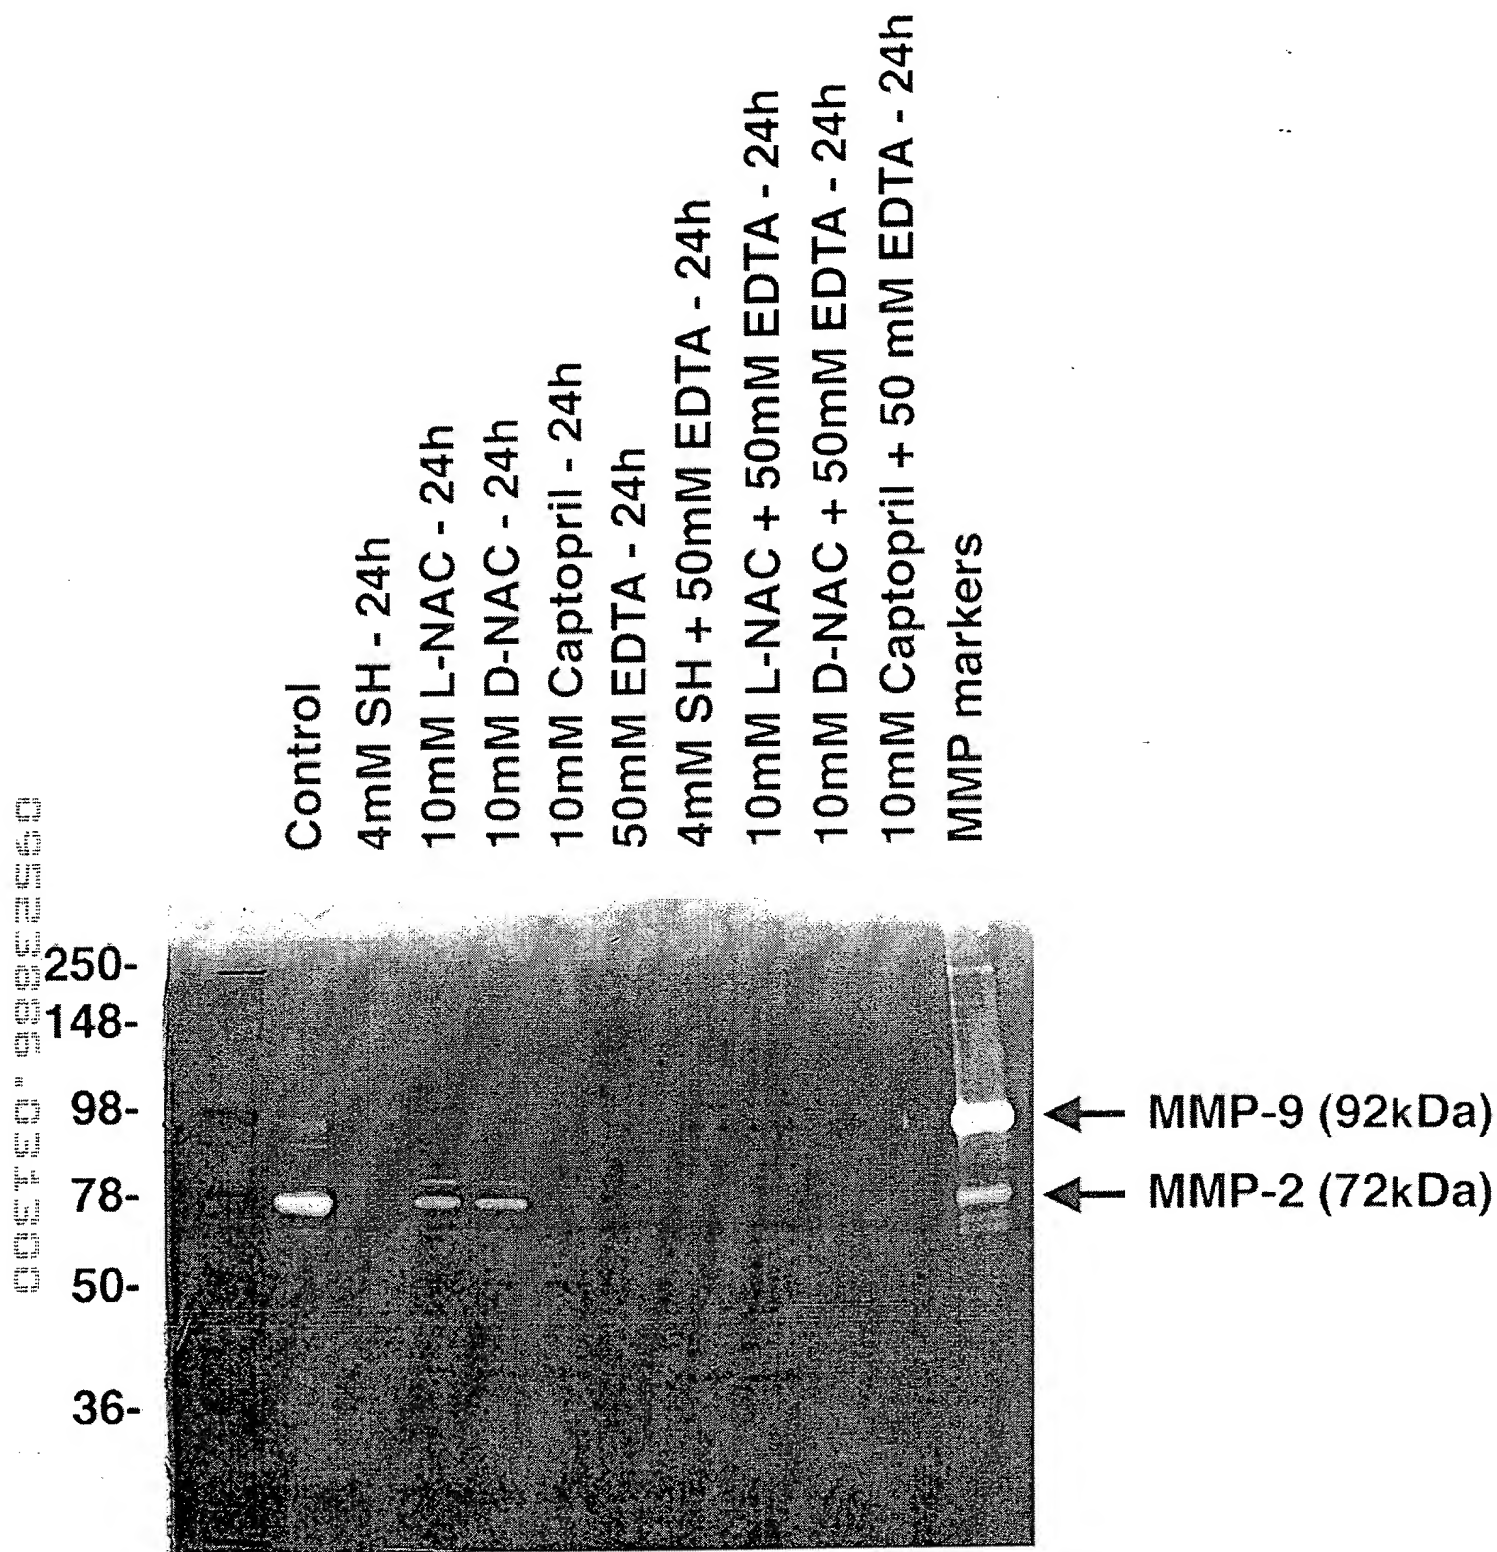 Control
4mM SH - 24h
10mM L-NAC - 24h
10mM D-NAC - 24h
10mM Captopril - 24h
50mM EDTA - 24h
4mM SH + 50mM EDTA - 24h
10mM L-NAC + 50mM EDTA - 24h
10mM D-NAC + 50mM EDTA - 24h
10mM Captopril + 50 mM EDTA - 24h
MMP markers
250-
148-
98-
78-
50-
36-
MMP-9 (92kDa)
MMP-2 (72kDa)